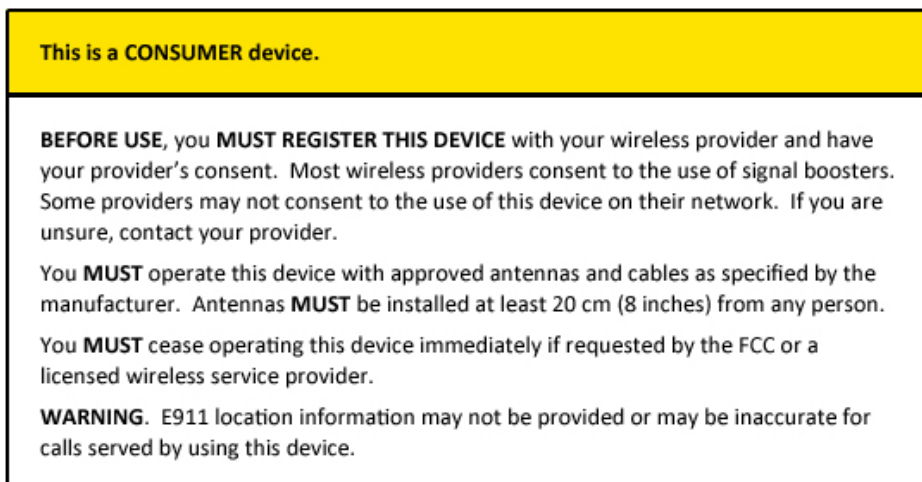 This is a CONSUMER device.
BEFORE USE, you MUST REGISTER THIS DEVICE with your wireless provider and have
your provider’s consent.  Most wireless providers consent to the use of signal boosters.
Some providers may not consent to the use of this device on their network.  If you are
unsure, contact your provider.
You MUST operate this device with approved antennas and cables as specified by the
manufacturer.  Antennas MUST be installed at least 20 cm (8 inches) from any person.
You MUST cease operating this device immediately if requested by the FCC or a
licensed wireless service provider.
WARNING.  E911 location information may not be provided or may be inaccurate for
calls served by using this device.